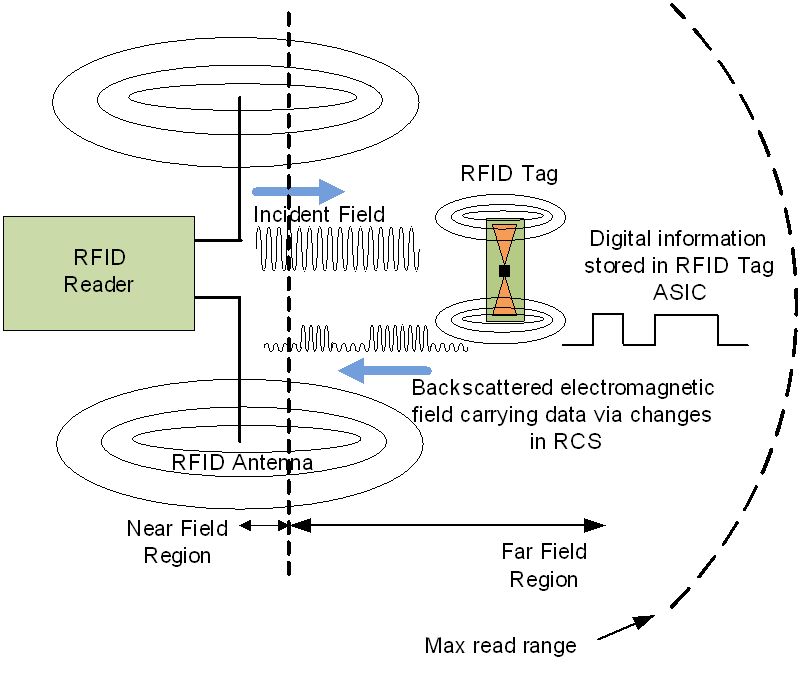 RFID Tag
Incident Field
RFID
Reader
Digital information
stored in RFID Tag
ASIC
Backscattered electromagnetic
field carrying data via changes
in RCS
RFID Antenna
Near Field
Region
Far Field
Region
Max read range